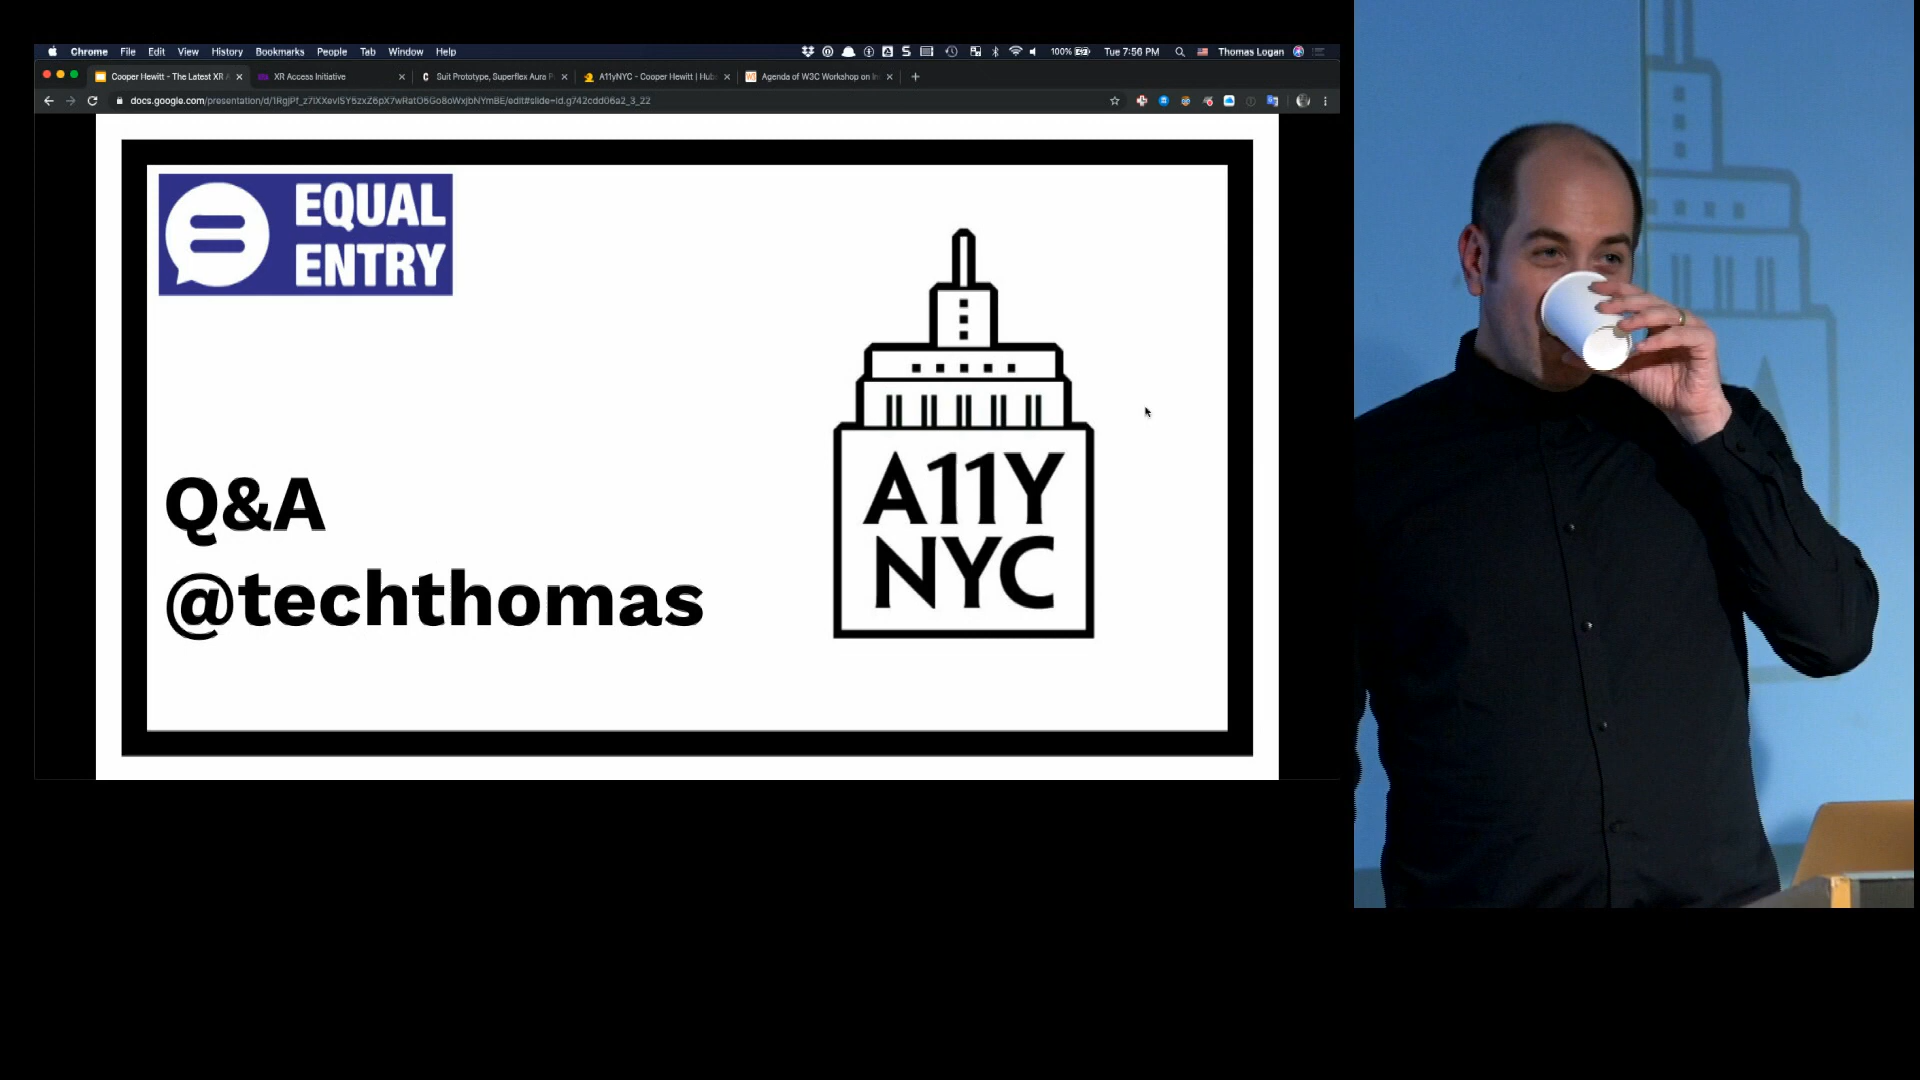 Chrome File Edit View History Bookmarks People Tab Window Help 100% Tue 7:56 PM Thomas Logan
Cooper Hewitt - The Latest XR A XR Access Initiative Suit Prototype, Superflex Aura P A11yNYC - Cooper Hewitt | Hub Agenda of W3C Workshop on In
docs.google.com/presentation/d/
EQUAL
ENTRY
A11Y
NYC
Q&A
@techthomas